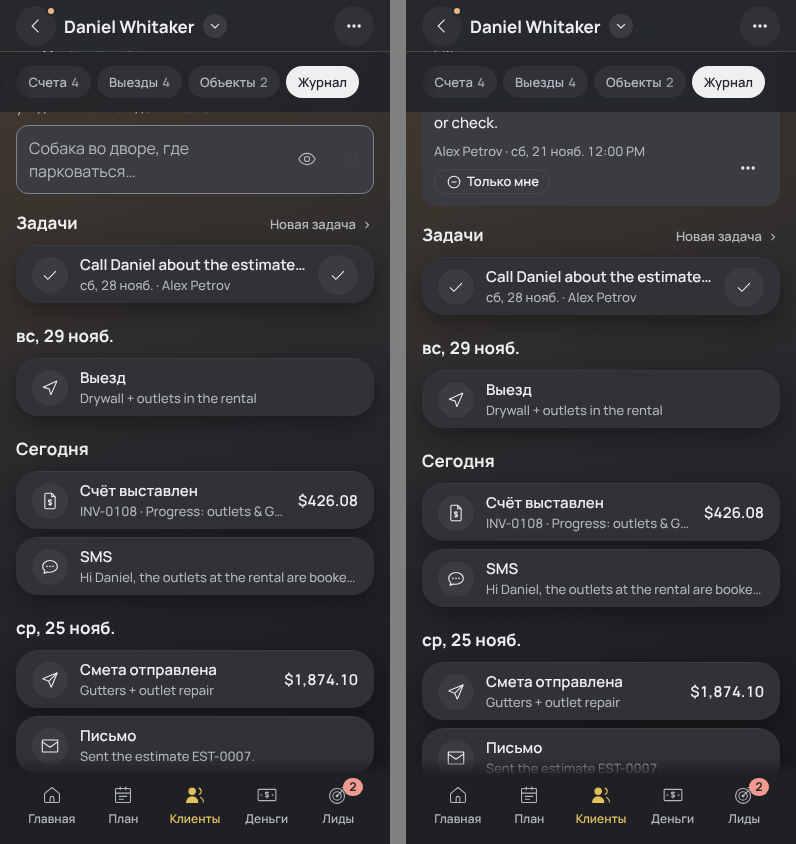 Daniel Whitaker
Счета 4
Выезды 4
Объекты 2
Журнал
Собака во дворе, где
парковаться…
Задачи
Новая задача
Call Daniel about the estimate…
сб, 28 нояб. · Alex Petrov
вс, 29 нояб.
Выезд
Drywall + outlets in the rental
Сегодня
Счёт выставлен
INV-0108 · Progress: outlets & G…
$426.08
SMS
Hi Daniel, the outlets at the rental are booke…
ср, 25 нояб.
Смета отправлена
Gutters + outlet repair
$1,874.10
Письмо
Sent the estimate EST-0007.
Главная
План
Клиенты
Деньги
Лиды
2
Daniel Whitaker
Счета 4
Выезды 4
Объекты 2
Журнал
or check.
Alex Petrov · сб, 21 нояб. 12:00 PM
Только мне
Задачи
Новая задача
Call Daniel about the estimate…
сб, 28 нояб. · Alex Petrov
вс, 29 нояб.
Выезд
Drywall + outlets in the rental
Сегодня
Счёт выставлен
INV-0108 · Progress: outlets & G…
$426.08
SMS
Hi Daniel, the outlets at the rental are booke…
ср, 25 нояб.
Смета отправлена
Gutters + outlet repair
$1,874.10
Письмо
Sent the estimate EST-0007.
Главная
План
Клиенты
Деньги
Лиды
2